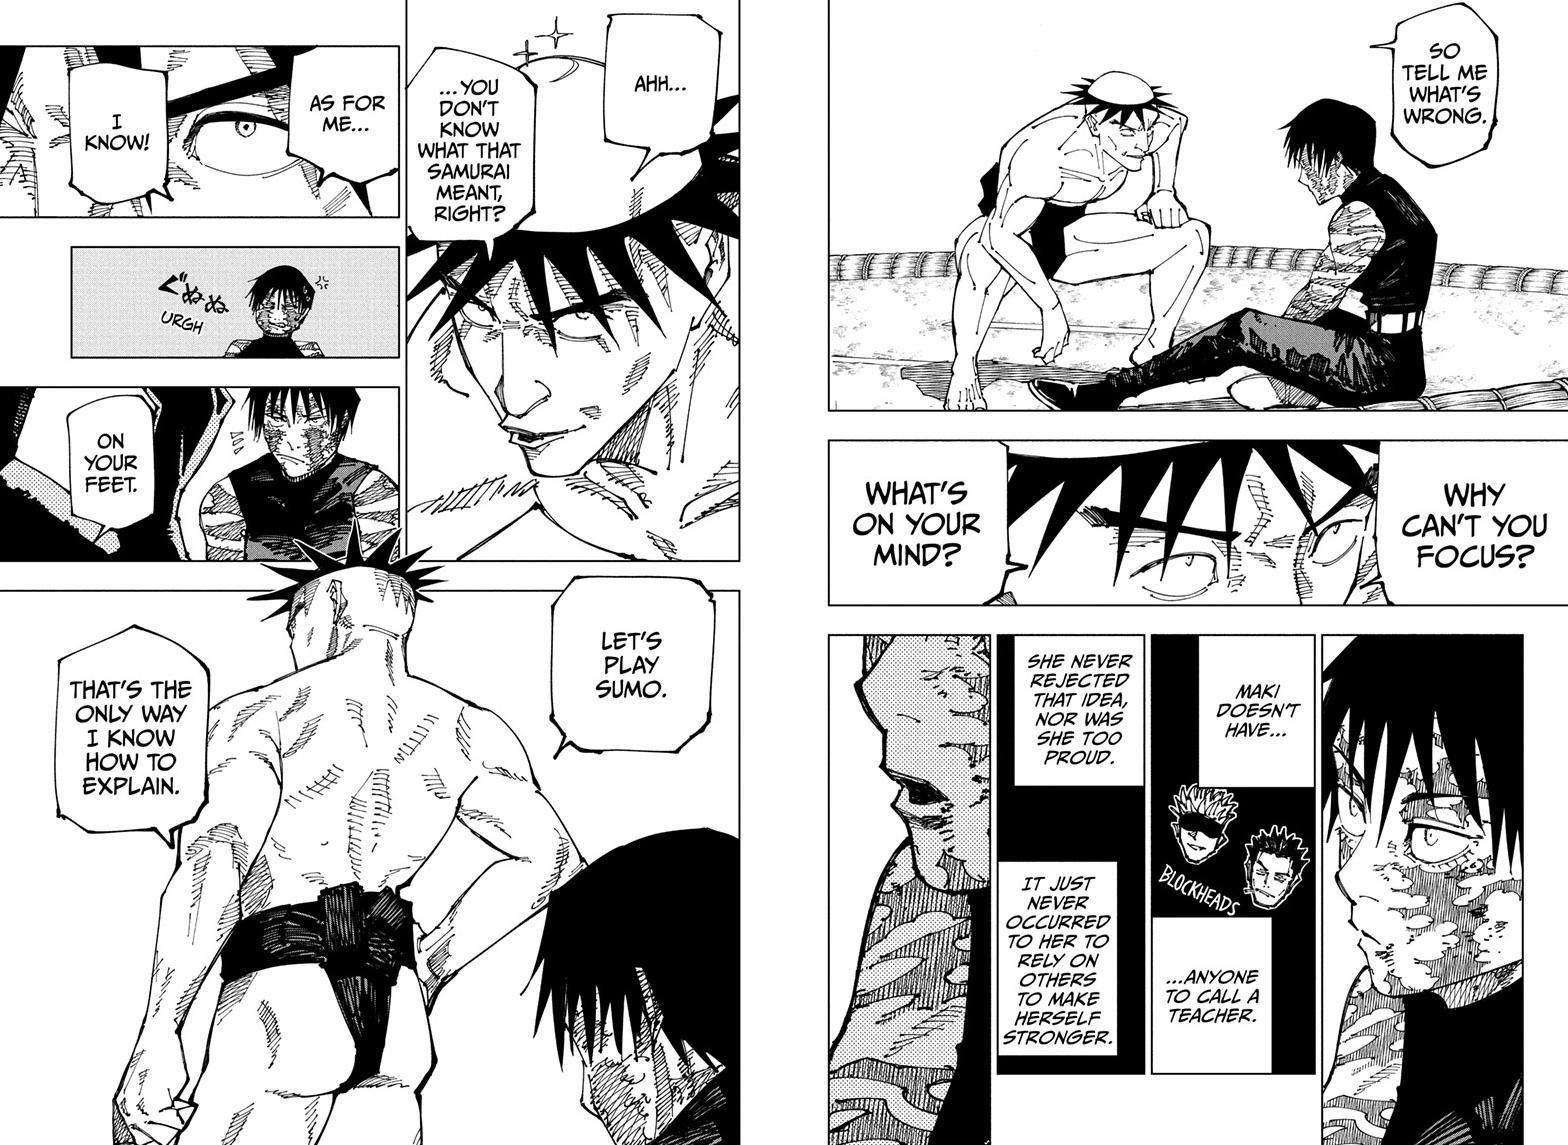 SO
TELL ME
WHAT'S
WRONG.
WHY
CAN'T YOU
FOCUS?
WHAT'S
ON YOUR
MIND?
MAKI
DOESN'T
HAVE...
BLOCKHEADS
...ANYONE
TO CALL A
TEACHER.
SHE NEVER
REJECTED
THAT IDEA,
NOR WAS
SHE TOO
PROUD.
IT JUST
NEVER
OCCURRED
TO HER TO
RELY ON
OTHERS
TO MAKE
HERSELF
STRONGER.
AHH...
...YOU
DON'T
KNOW
WHAT THAT
SAMURAI
MEANT,
RIGHT?
AS FOR
ME...
I
KNOW!
ぐぬぬ
URGH
ON
YOUR
FEET.
LET'S
PLAY
SUMO.
THAT'S THE
ONLY WAY
I KNOW
HOW TO
EXPLAIN.